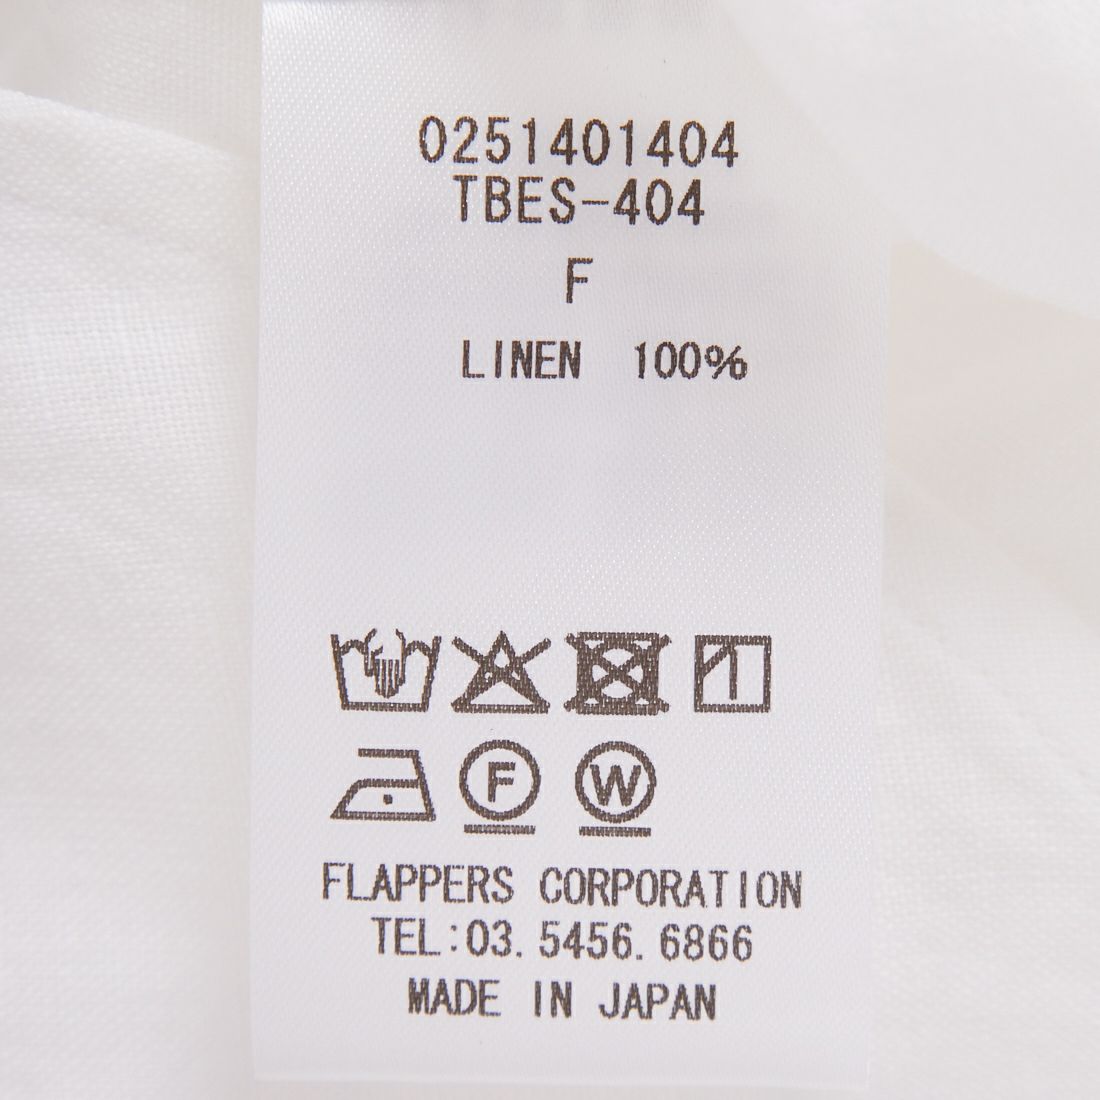 0251401404
TBES-404
F
LINEN 100%
F W
FLAPPERS CORPORATION
TEL:03.5456.6866
MADE IN JAPAN